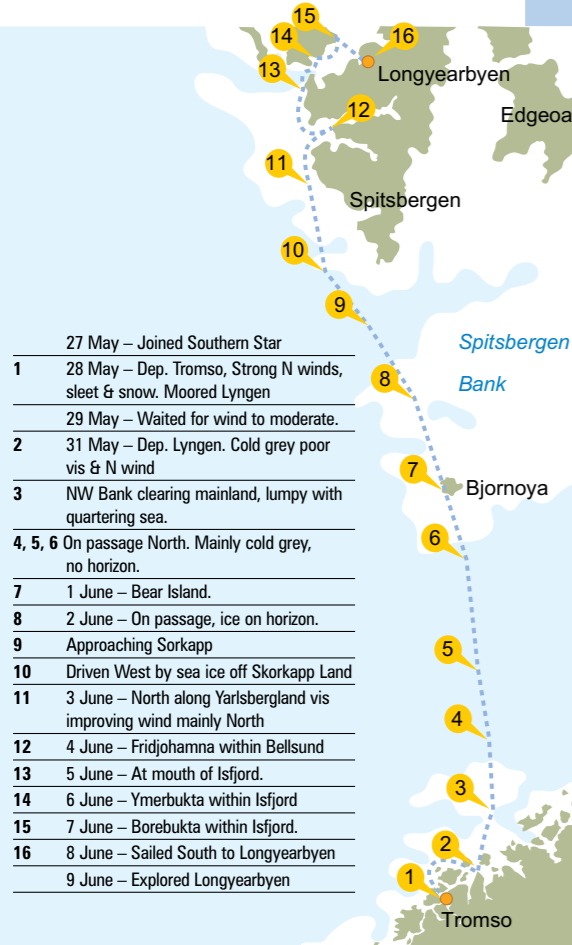 15
14
16
13
Longyearbyen
12
Edgeoa
11
Spitsbergen
10
9
27 May – Joined Southern Star
1 28 May – Dep. Tromso, Strong N winds,
sleet & snow. Moored Lyngen
29 May – Waited for wind to moderate.
2 31 May – Dep. Lyngen. Cold grey poor
vis & N wind
3 NW Bank clearing mainland, lumpy with
quartering sea.
4, 5, 6 On passage North. Mainly cold grey,
no horizon.
7 1 June – Bear Island.
8 2 June – On passage, ice on horizon.
9 Approaching Sorkapp
10 Driven West by sea ice off Skorkapp Land
11 3 June – North along Yarlsbergland vis
improving wind mainly North
12 4 June – Fridjohamna within Bellsund
13 5 June – At mouth of Isfjord.
14 6 June – Ymerbukta within Isfjord
15 7 June – Borebukta within Isfjord.
16 8 June – Sailed South to Longyearbyen
9 June – Explored Longyearbyen
Spitsbergen
Bank
8
7
Bjornoya
6
5
4
3
2
1
Tromso